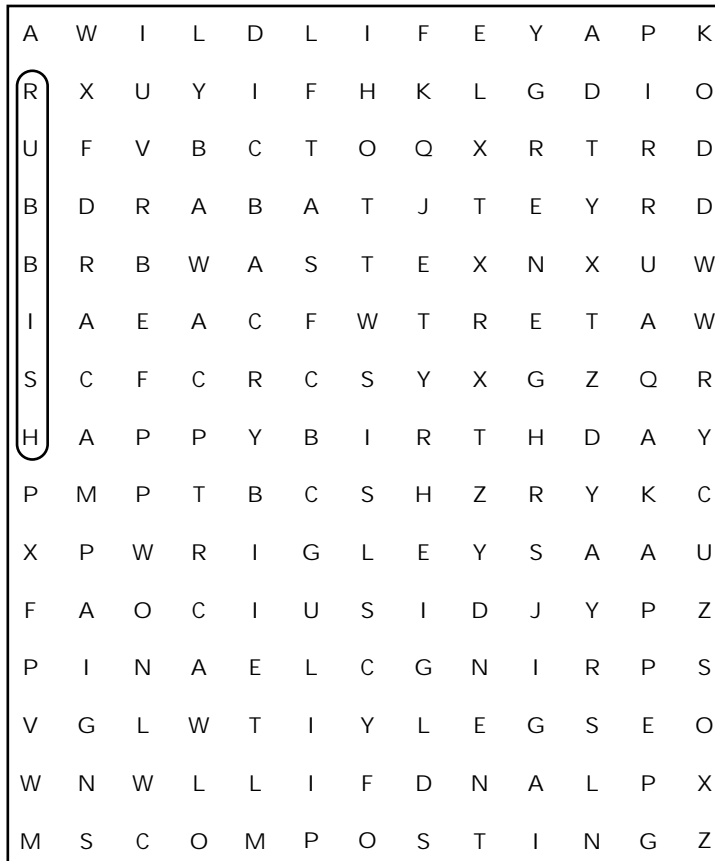 A W I L D L I F E Y A P K
R X U Y I F H K L G D I O
U F V B C T O Q X R T R D
B D R A B A T J T E Y R D
B R B W A S T E X N X U W
I A E A C F W T R E T A W
S C F C R C S Y X G Z Q R
H A P P Y B I R T H D A Y
P M P T B C S H Z R Y K C
X P W R I G L E Y S A A U
F A O C I U S I D J Y P Z
P I N A E L C G N I R P S
V G L W T I Y L E G S E O
W N W L L I F D N A L P X
M S C O M P O S T I N G Z